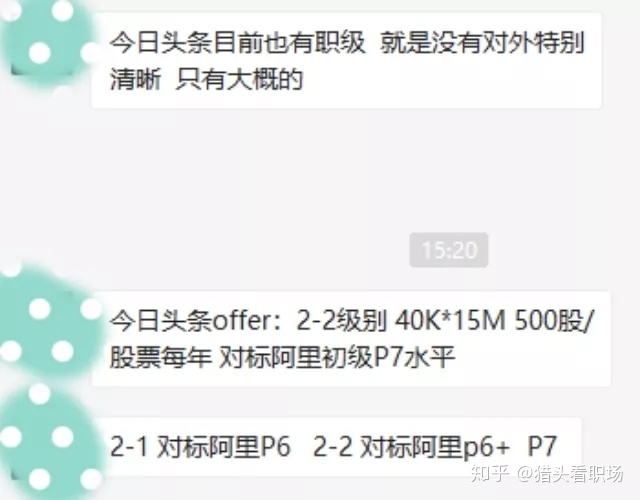 今日头条目前也有职级  就是没有对外特别
清晰  只有大概的
15:20
今日头条offer：2-2级别 40K*15M 500股/
股票每年 对标阿里初级P7水平
2-1 对标阿里P6   2-2 对标阿里p6+  P7
知乎 @猎头看职场